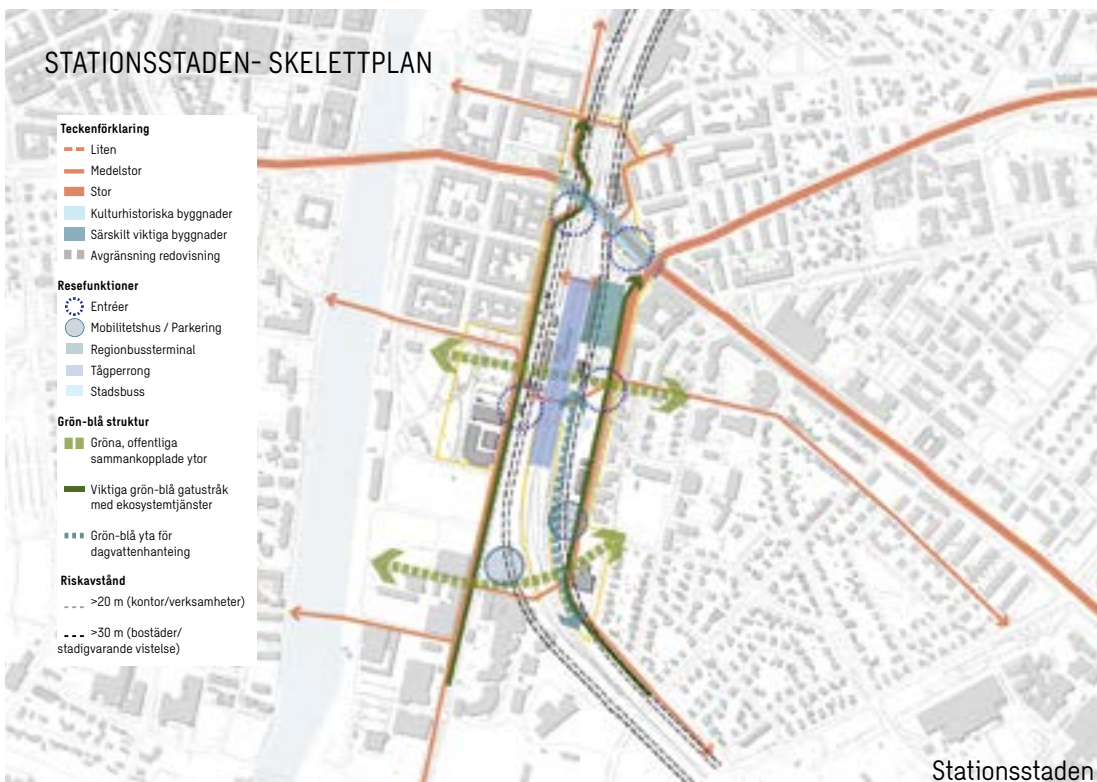 STATIONSSTADEN- SKELETTPLAN
Teckenförklaring
Liten
Medelstor
Stor
Kulturhistoriska byggnader
Särskilt viktiga byggnader
Avgränsning redovisning
Resefunktioner
Entréer
Mobilitetshus / Parkering
Regionbussterminal
Tågperrong
Stadsbuss
Grön-blå struktur
Gröna, offentliga
sammankopplade ytor
Viktiga grön-blå gatustråk
med ekosystemtjänster
Grön-blå yta för
dagvattenhanteing
Riskavstånd
>20 m (kontor/verksamheter)
>30 m (bostäder/
stadigvarande vistelse)
Stationsstaden